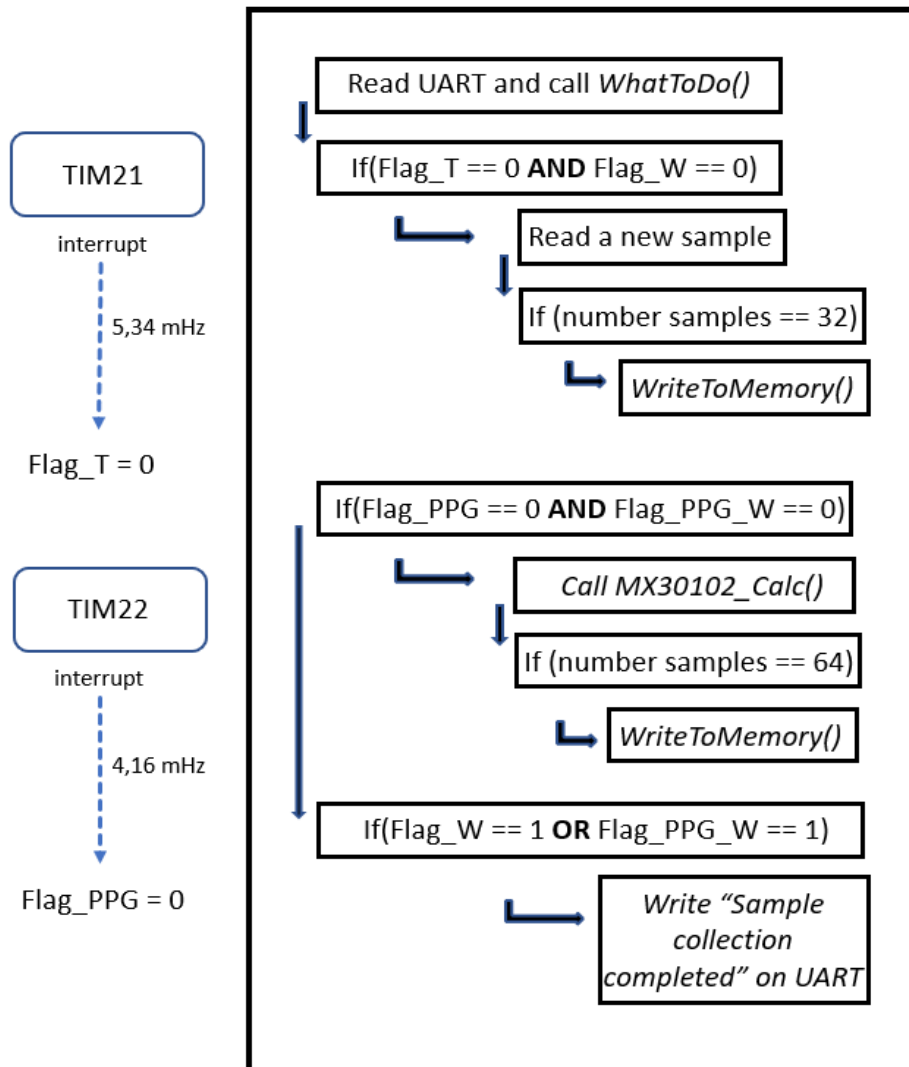 TIM21
interrupt
5,34 mHz
Flag_T = 0
TIM22
interrupt
4,16 mHz
Flag_PPG = 0
Read UART and call WhatToDo()
If(Flag_T == 0 AND Flag_W == 0)
Read a new sample
If (number samples == 32)
WriteToMemory()
If(Flag_PPG == 0 AND Flag_PPG_W == 0)
Call MX30102_Calc()
If (number samples == 64)
WriteToMemory()
If(Flag_W == 1 OR Flag_PPG_W == 1)
Write “Sample
collection
completed” on UART